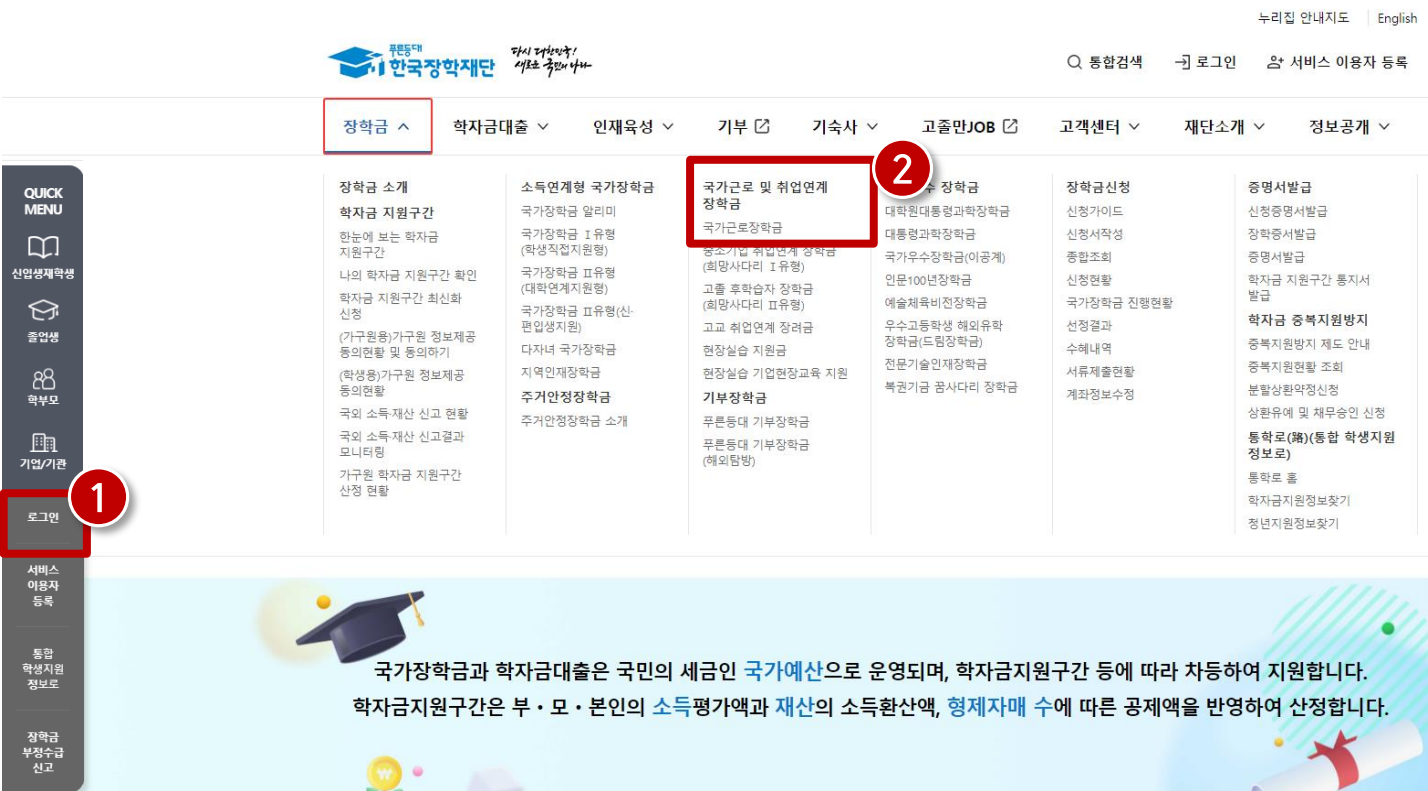 누리집 안내지도 English
푸른등대
한국장학재단
다시 대한민국!
새로운 국민의 나라
통합검색 로그인 서비스 이용자 등록
장학금 학자금대출 인재육성 기부 기숙사 고졸만JOB 고객센터 재단소개 정보공개
QUICK
MENU
신입생재학생
졸업생
학부모
기업/기관
1
로그인
서비스
이용자
등록
통합
학생지원
정보로
장학금
부정수급
신고
장학금 소개
학자금 지원구간
한눈에 보는 학자금
지원구간
나의 학자금 지원구간 확인
학자금 지원구간 최신화
신청
(가구원용)가구원 정보제공
동의현황 및 동의하기
(학생용)가구원 정보제공
동의현황
국외 소득·재산 신고 현황
국외 소득·재산 신고결과
모니터링
가구원 학자금 지원구간
산정 현황
소득연계형 국가장학금
국가장학금 알리미
국가장학금 I 유형
(학생직접지원형)
국가장학금 II유형
(대학연계지원형)
국가장학금 II유형(신·
편입생지원)
다자녀 국가장학금
지역인재장학금
주거안정장학금
주거안정장학금 소개
2
국가근로 및 취업연계
장학금
국가근로장학금
중소기업 취업연계 장학금
(희망사다리 I 유형)
고졸 후학습자 장학금
(희망사다리 II유형)
고교 취업연계 장려금
현장실습 지원금
현장실습 기업현장교육 지원
기부장학금
푸른등대 기부장학금
푸른등대 기부장학금
(해외탐방)
수 장학금
대학원대통령과학장학금
대통령과학장학금
국가우수장학금(이공계)
인문100년장학금
예술체육비전장학금
우수고등학생 해외유학
장학금(드림장학금)
전문기술인재장학금
복권기금 꿈사다리 장학금
장학금신청
신청가이드
신청서작성
종합조회
신청현황
국가장학금 진행현황
선정결과
수혜내역
서류제출현황
계좌정보수정
증명서발급
신청증명서발급
장학증서발급
증명서발급
학자금 지원구간 통지서
발급
학자금 중복지원방지
중복지원방지 제도 안내
중복지원현황 조회
분할상환약정신청
상환유예 및 채무승인 신청
통학로(路)(통합 학생지원
정보로)
통학로 홈
학자금지원정보찾기
청년지원정보찾기
국가장학금과 학자금대출은 국민의 세금인 국가예산으로 운영되며, 학자금지원구간 등에 따라 차등하여 지원합니다.
학자금지원구간은 부・모・본인의 소득평가액과 재산의 소득환산액, 형제자매 수에 따른 공제액을 반영하여 산정합니다.